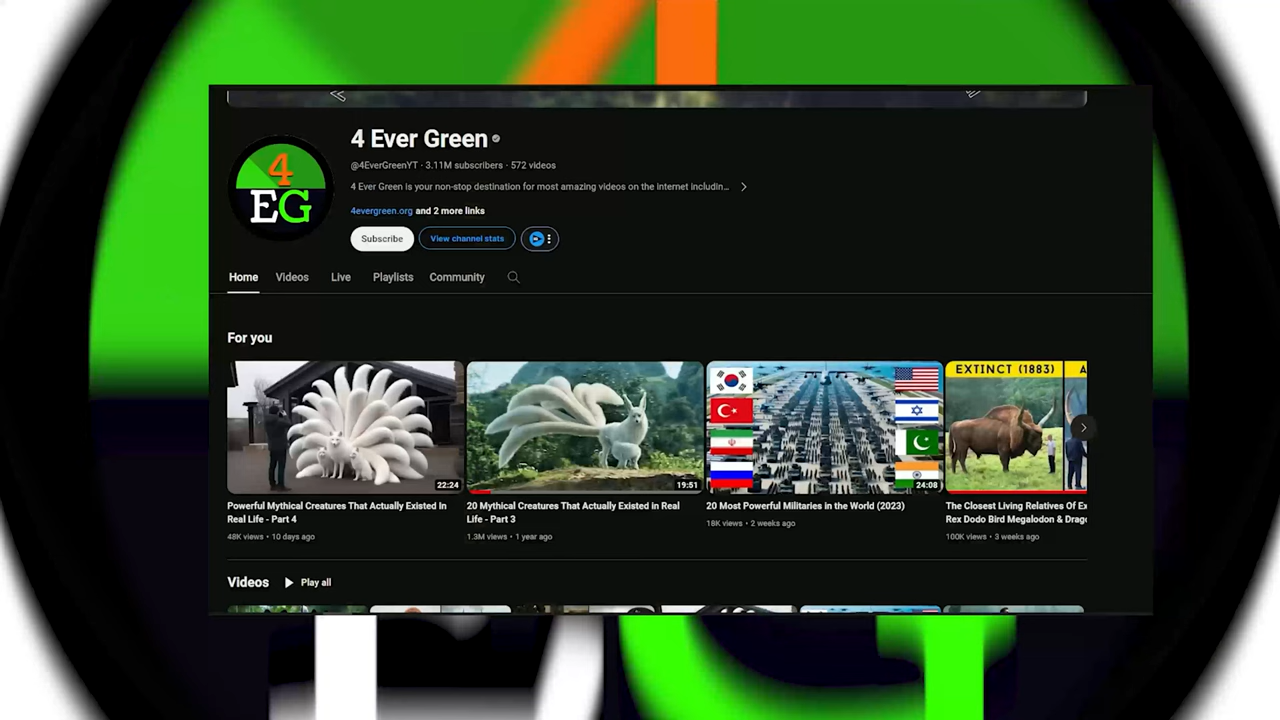 4 Ever Green
@4EverGreenYT · 3.11M subscribers · 572 videos
4 Ever Green is your non-stop destination for most amazing videos on the internet includin...
4evergreen.org and 2 more links
4
EG
Subscribe
View channel stats
Home
Videos
Live
Playlists
Community
For you
22:24
19:51
24:08
EXTINCT (1883)
Powerful Mythical Creatures That Actually Existed In
Real Life - Part 4
48K views · 10 days ago
20 Mythical Creatures That Actually Existed in Real
Life - Part 3
1.3M views · 1 year ago
20 Most Powerful Militaries in the World (2023)
18K views · 2 weeks ago
The Closest Living Relatives Of Ex
Rex Dodo Bird Megalodon & Drag
100K views · 3 weeks ago
Videos
Play all